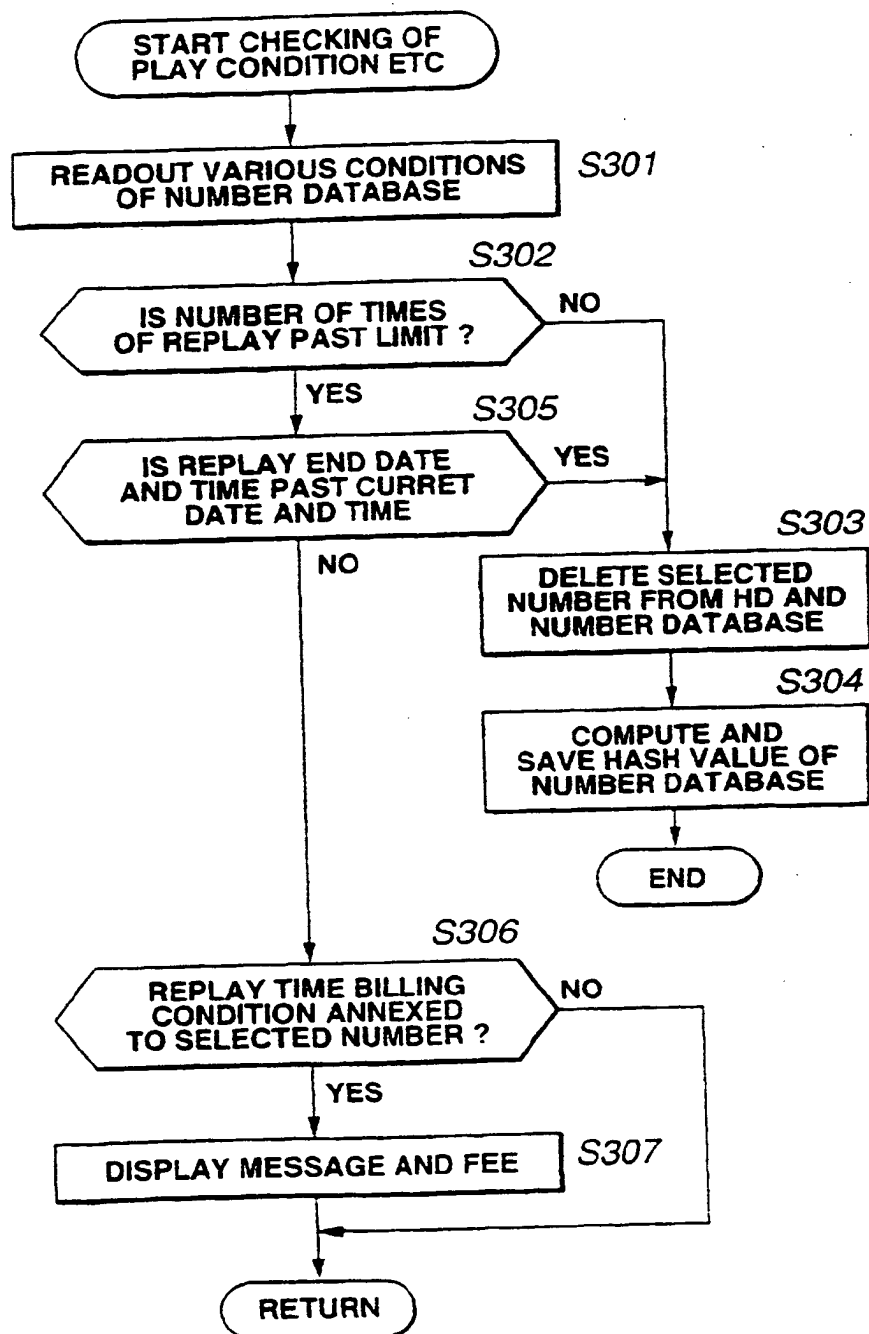 START CHECKING OF
PLAY CONDITION ETC
READOUT VARIOUS CONDITIONS
OF NUMBER DATABASE
S301
S302
IS NUMBER OF TIMES
OF REPLAY PAST LIMIT ?
NO
YES
S305
IS REPLAY END DATE
AND TIME PAST CURRET
DATE AND TIME
YES
NO
S303
DELETE SELECTED
NUMBER FROM HD AND
NUMBER DATABASE
S304
COMPUTE AND
SAVE HASH VALUE OF
NUMBER DATABASE
END
S306
REPLAY TIME BILLING
CONDITION ANNEXED
TO SELECTED NUMBER ?
NO
YES
DISPLAY MESSAGE AND FEE
S307
RETURN